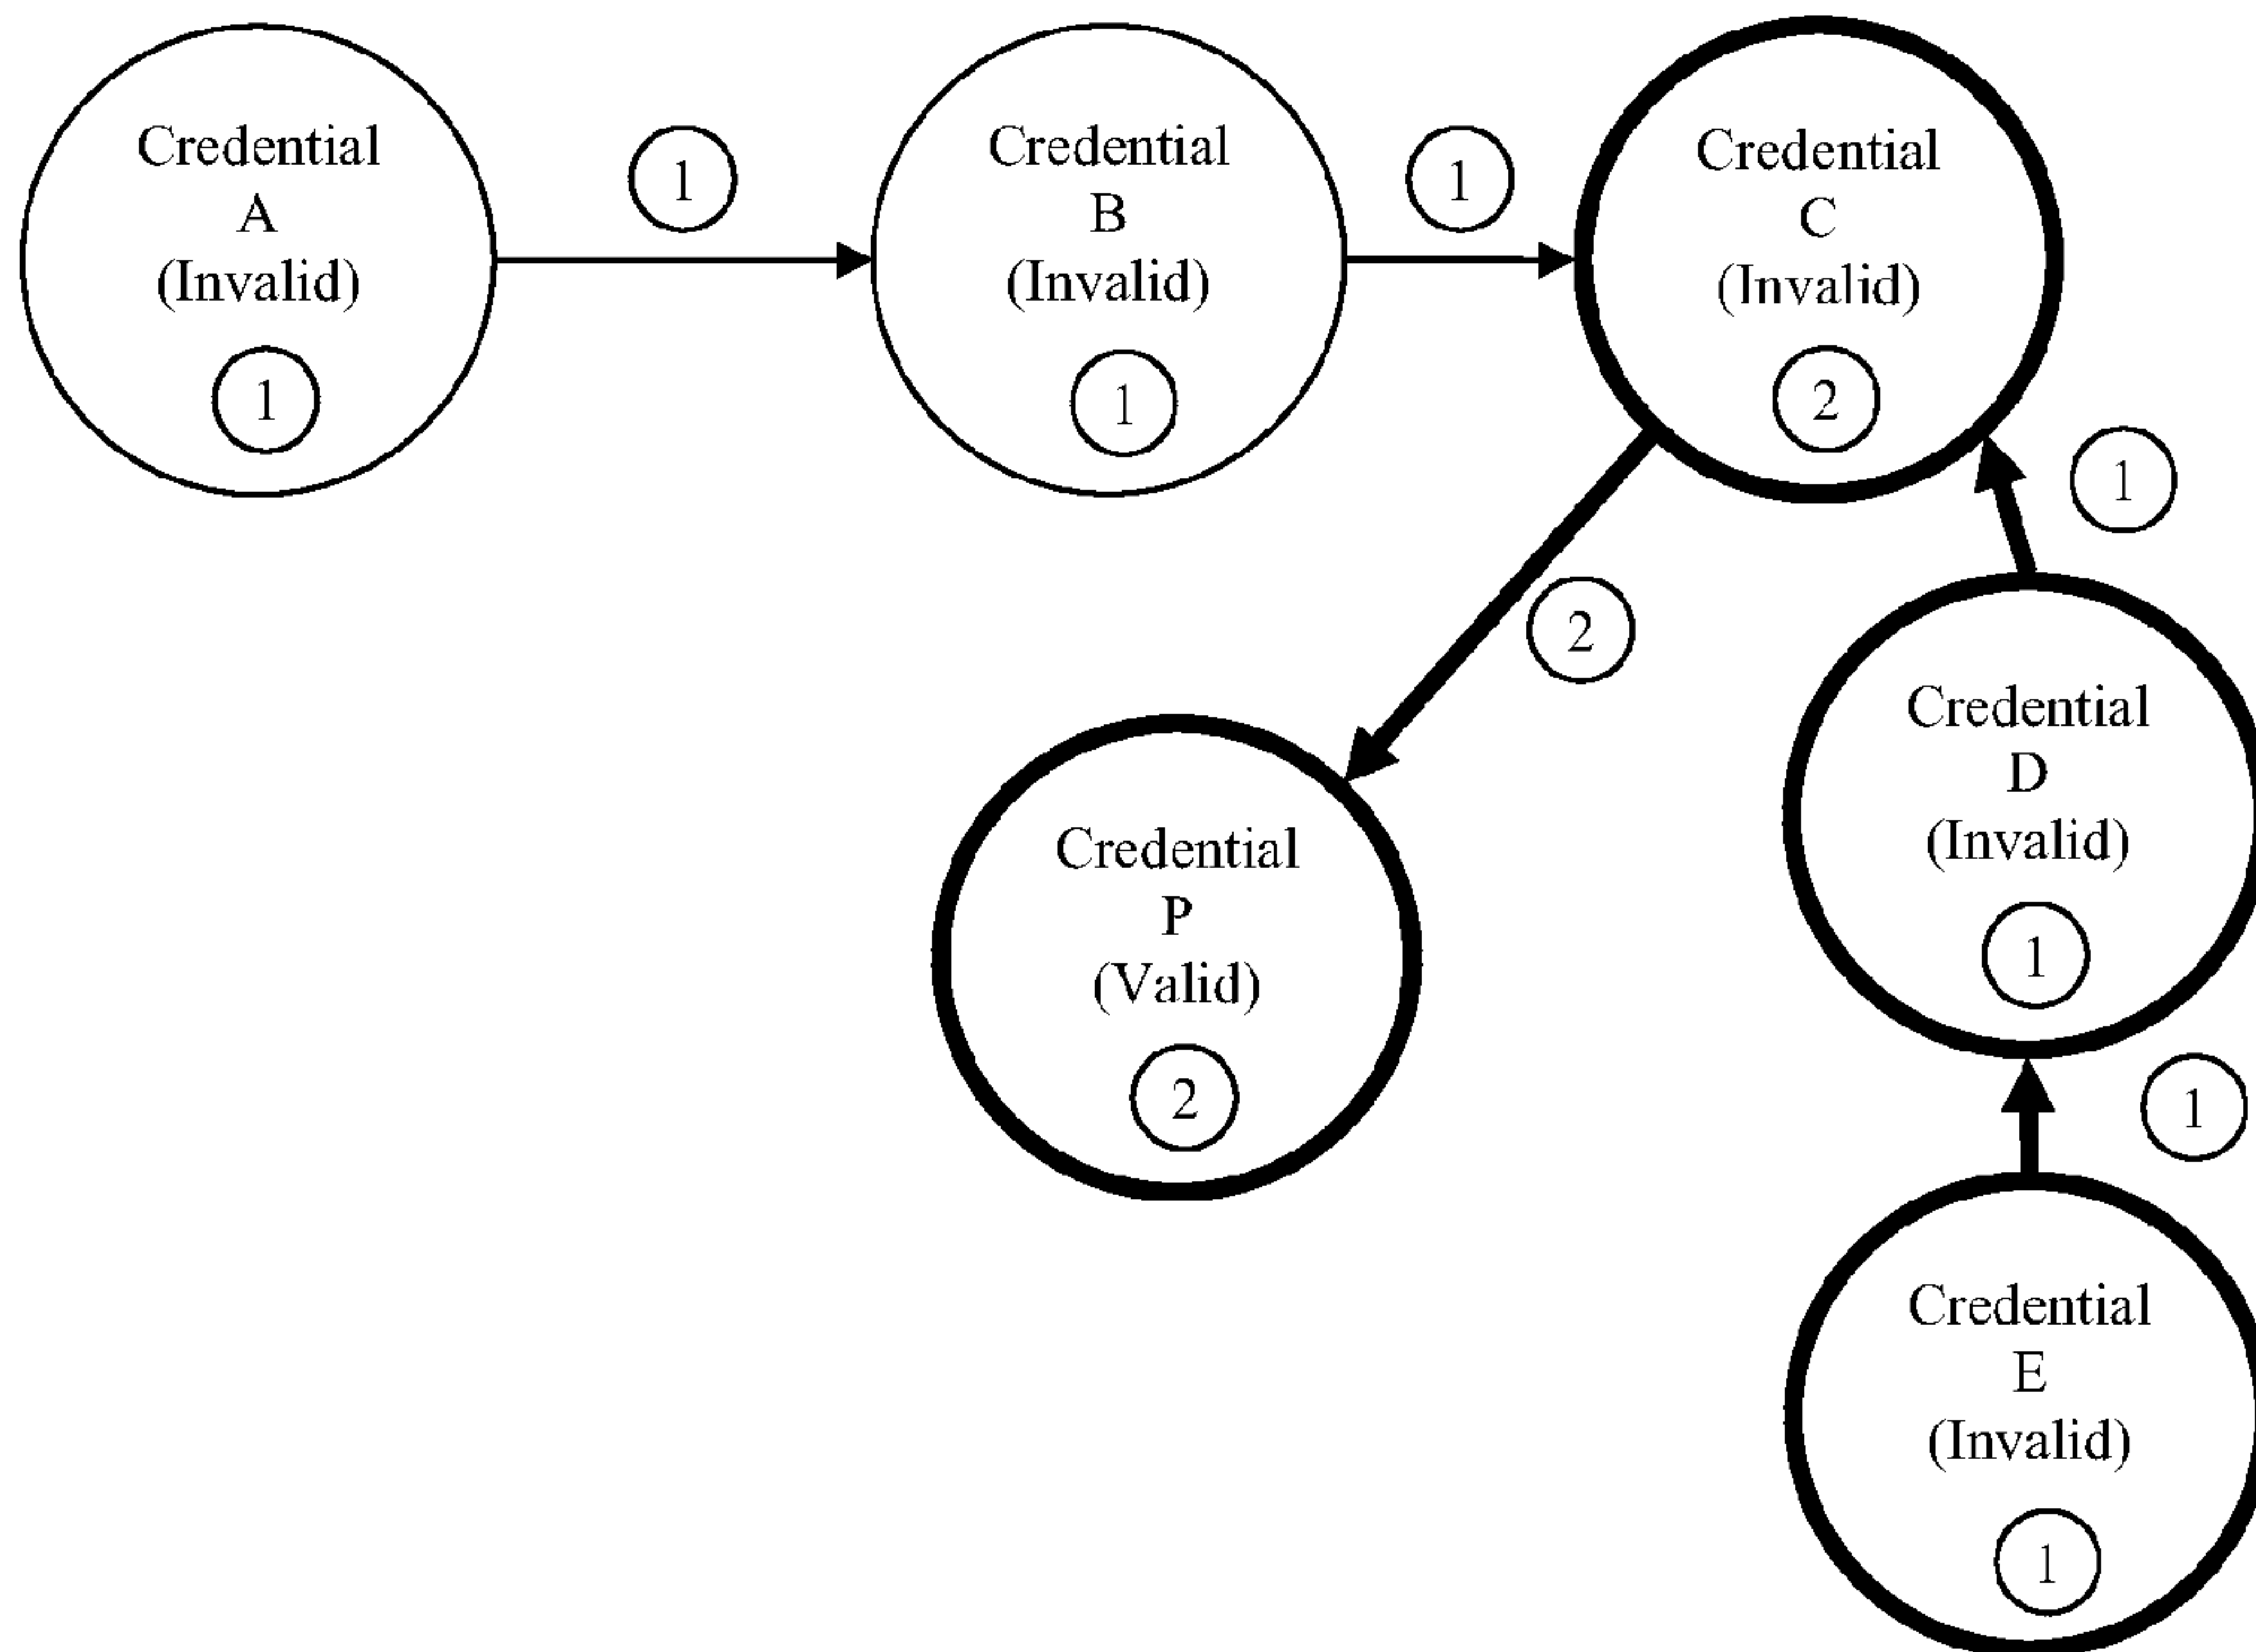 Credential
A
(Invalid)
1
1
Credential
B
(Invalid)
1
1
Credential
C
(Invalid)
2
1
2
Credential
P
(Valid)
2
Credential
D
(Invalid)
1
1
Credential
E
(Invalid)
1